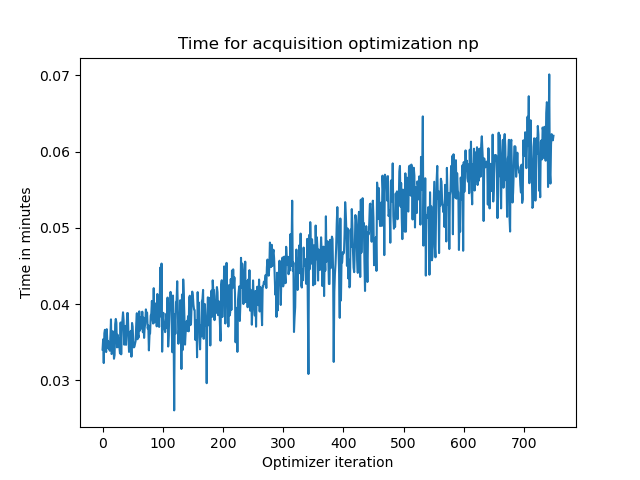 Time for acquisition optimization np
0.07
0.06
0.05
0.04
0.03
Time in minutes
0 100 200 300 400 500 600 700
Optimizer iteration